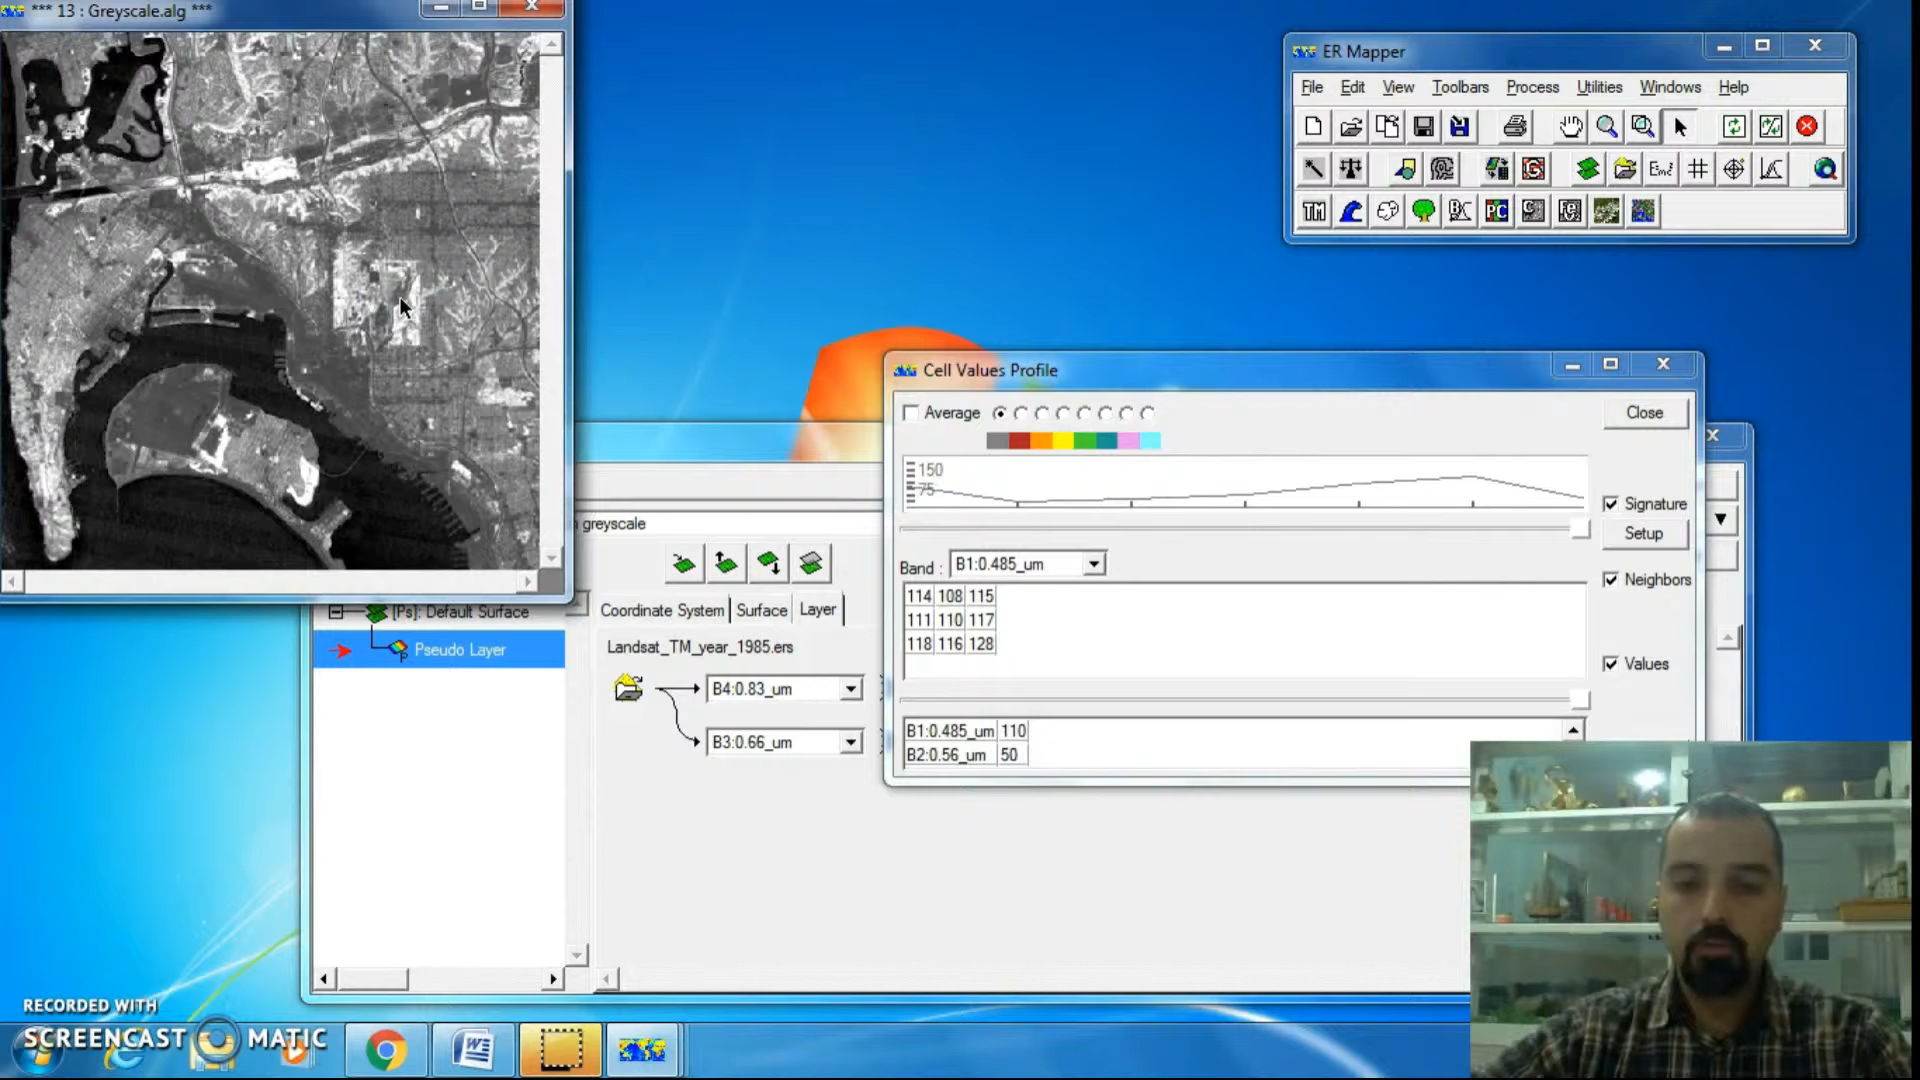 *** 13 : Greyscale.alg ***
ER Mapper
File Edit View Toolbars Process Utilities Windows Help
TM
PC
Cell Values Profile
Average
Close
150
75
Signature
Setup
Band : B1:0.485_um
Neighbors
114 108 115
111 110 117
118 116 128
Values
B1:0.485_um 110
B2:0.56_um 50
greyscale
Coordinate System Surface Layer
[Ps]: Default Surface
Pseudo Layer
Landsat_TM_year_1985.ers
B4:0.83_um
B3:0.66_um
RECORDED WITH
SCREENCAST MATIC